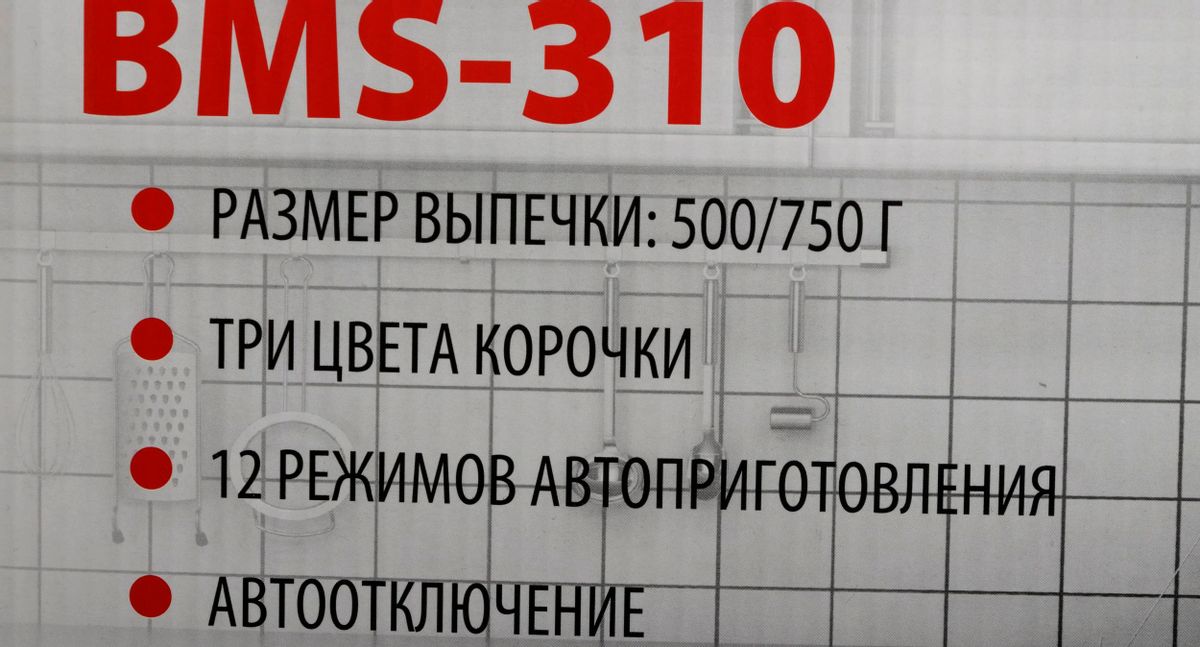 BMS-310
РАЗМЕР ВЫПЕЧКИ: 500/750 Г
ТРИ ЦВЕТА КОРОЧКИ
12 РЕЖИМОВ АВТОПРИГОТОВЛЕНИЯ
АВТООТКЛЮЧЕНИЕ